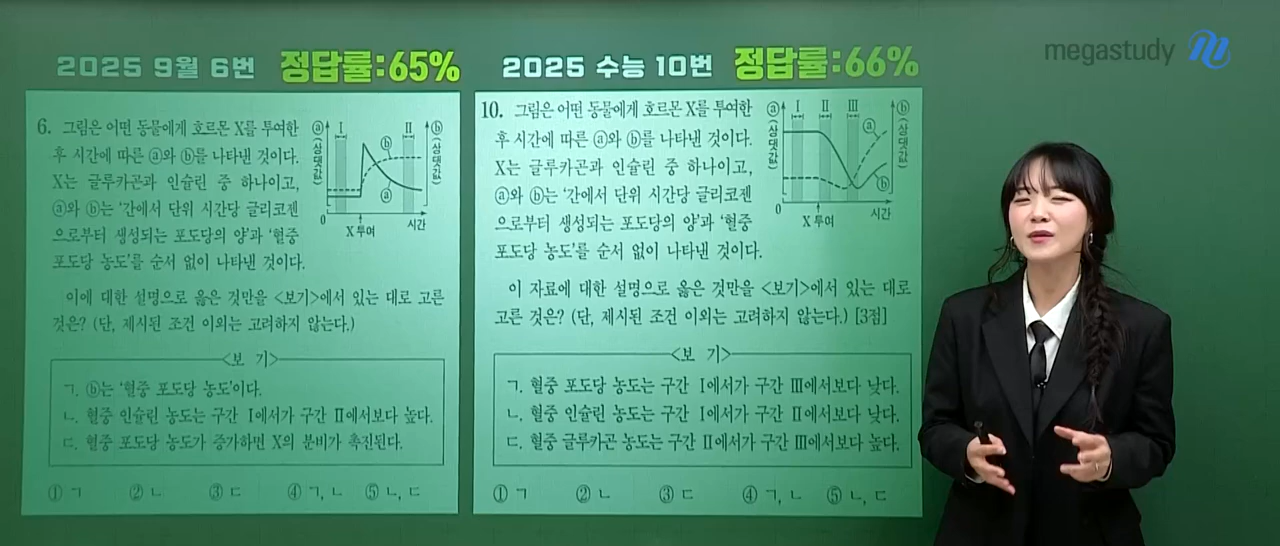 megastudy
2025 9월 6번 정답률:65%
6. 그림은 어떤 동물에게 호르몬 X를 투여한
후 시간에 따른 ⓐ와 ⓑ를 나타낸 것이다.
X는 글루카곤과 인슐린 중 하나이고,
ⓐ와 ⓑ는 '간에서 단위 시간당 글리코젠
으로부터 생성되는 포도당의 양'과 '혈중
포도당 농도'를 순서 없이 나타낸 것이다.
ⓐ(상댓값)
Ⅰ
Ⅱ
ⓑ(상댓값)
ⓑ
ⓐ
0
X 투여
시간
이에 대한 설명으로 옳은 것만을 <보기>에서 있는 대로 고른
것은? (단, 제시된 조건 이외는 고려하지 않는다.)
<보 기>
ㄱ. ⓑ는 '혈중 포도당 농도'이다.
ㄴ. 혈중 인슐린 농도는 구간 Ⅰ에서가 구간 Ⅱ에서보다 높다.
ㄷ. 혈중 포도당 농도가 증가하면 X의 분비가 촉진된다.
① ㄱ ② ㄴ ③ ㄷ ④ ㄱ, ㄴ ⑤ ㄴ, ㄷ
2025 수능 10번 정답률:66%
10. 그림은 어떤 동물에게 호르몬 X를 투여한
후 시간에 따른 ⓐ와 ⓑ를 나타낸 것이다.
X는 글루카곤과 인슐린 중 하나이고,
ⓐ와 ⓑ는 '간에서 단위 시간당 글리코젠
으로부터 생성되는 포도당의 양'과 '혈중
포도당 농도'를 순서 없이 나타낸 것이다.
ⓐ(상댓값)
Ⅰ
Ⅱ
Ⅲ
ⓑ(상댓값)
ⓐ
ⓑ
0
X 투여
시간
이 자료에 대한 설명으로 옳은 것만을 <보기>에서 있는 대로
고른 것은? (단, 제시된 조건 이외는 고려하지 않는다.) [3점]
<보 기>
ㄱ. 혈중 포도당 농도는 구간 Ⅰ에서가 구간 Ⅲ에서보다 낮다.
ㄴ. 혈중 인슐린 농도는 구간 Ⅰ에서가 구간 Ⅱ에서보다 낮다.
ㄷ. 혈중 글루카곤 농도는 구간 Ⅱ에서가 구간 Ⅲ에서보다 높다.
① ㄱ ② ㄴ ③ ㄷ ④ ㄱ, ㄴ ⑤ ㄴ, ㄷ